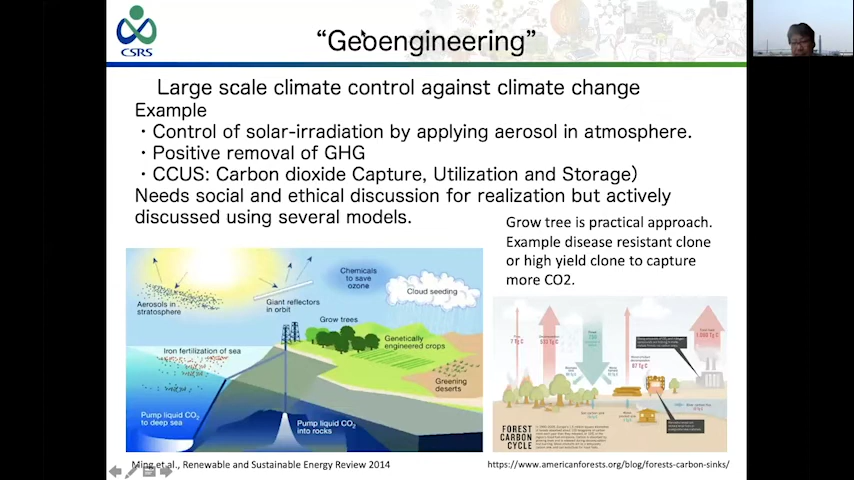 CSRS
“Geoengineering”
Large scale climate control against climate change
Example
・Control of solar-irradiation by applying aerosol in atmosphere.
・Positive removal of GHG
・CCUS: Carbon dioxide Capture, Utilization and Storage)
Needs social and ethical discussion for realization but actively
discussed using several models.
Grow tree is practical approach.
Example disease resistant clone
or high yield clone to capture
more CO2.
Aerosols in
stratosphere
Giant reflectors
in orbit
Chemicals
to save
ozone
Cloud seeding
Grow trees
Genetically
engineered crops
Iron fertilization of sea
Greening
deserts
Pump liquid CO2
to deep sea
Pump liquid CO2
into rocks
FOREST
CARBON
CYCLE
Ming et al., Renewable and Sustainable Energy Review 2014
https://www.americanforests.org/blog/forests-carbon-sinks/